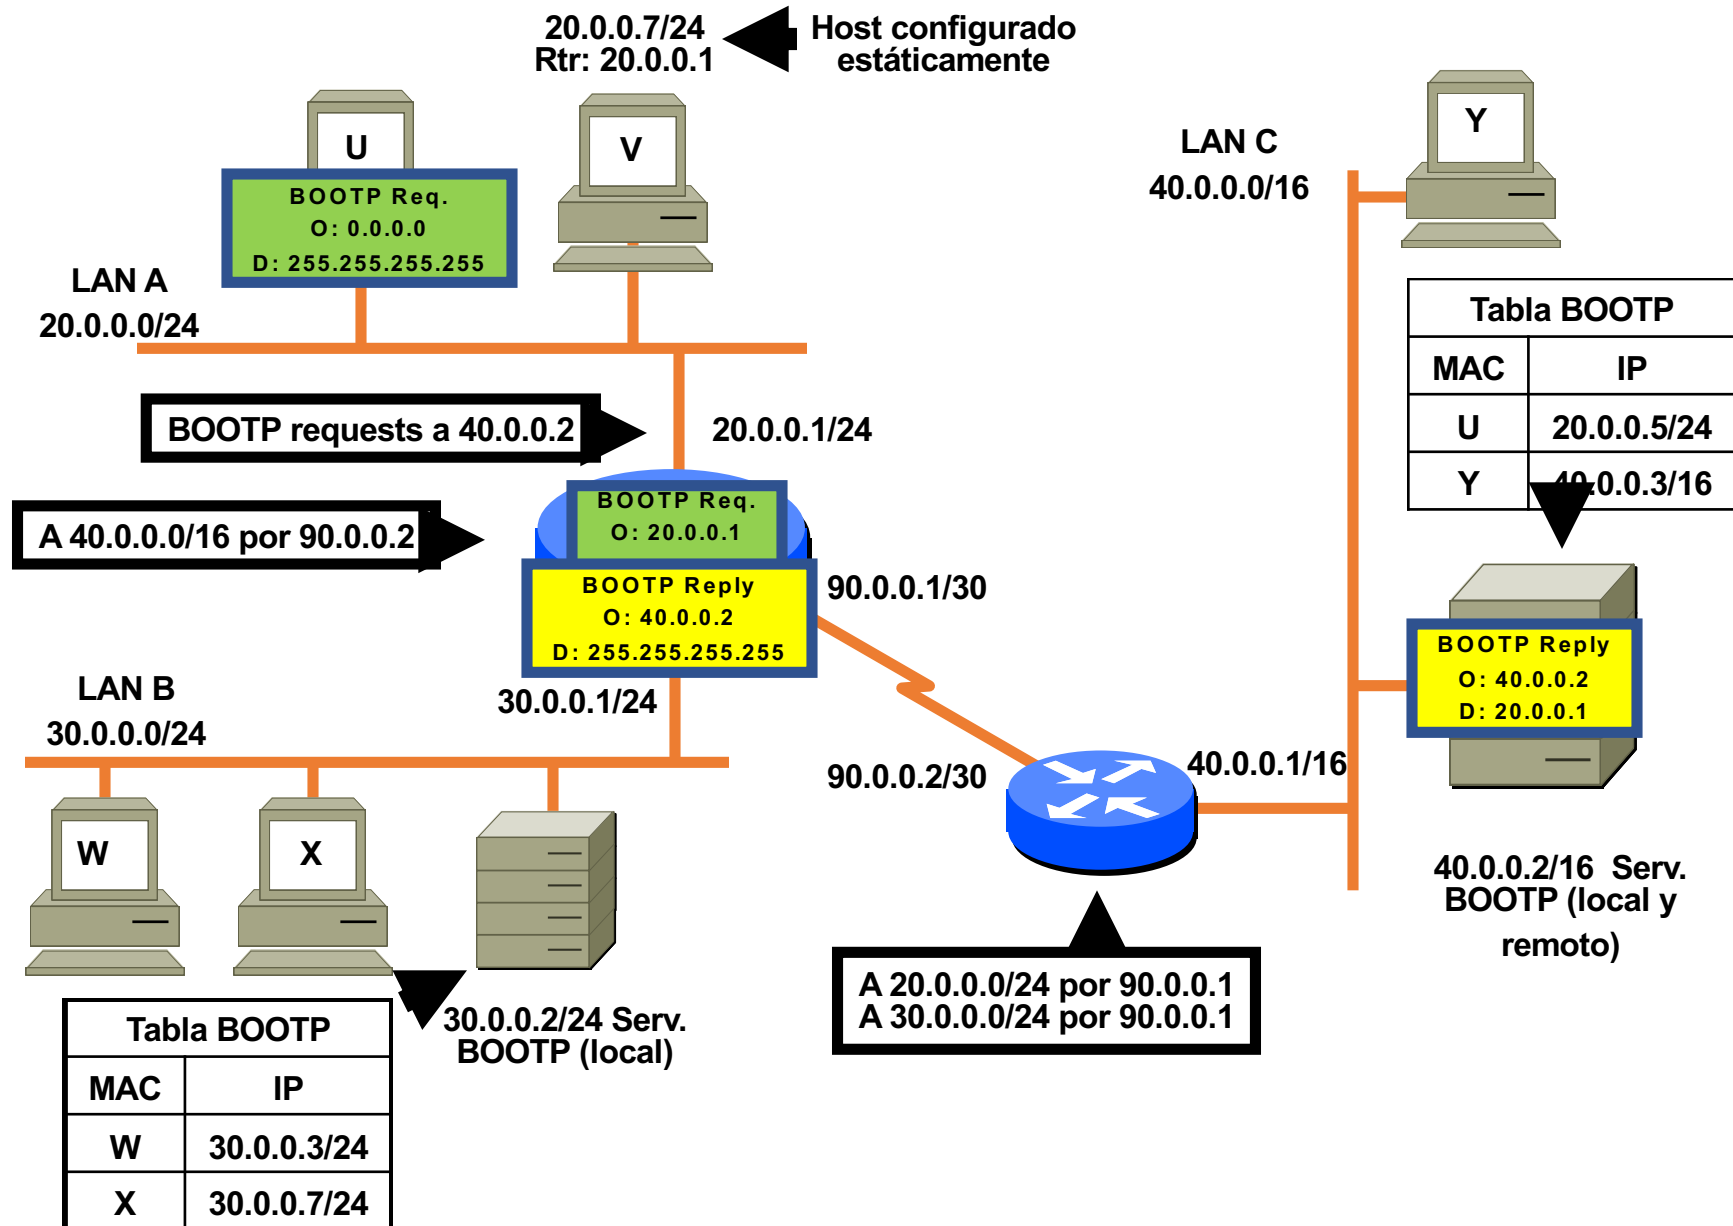 20.0.0.7/24
Rtr: 20.0.0.1
Host configurado
estáticamente
U
V
Y
LAN C
40.0.0.0/16
BOOTP Req.
O: 0.0.0.0
D: 255.255.255.255
LAN A
20.0.0.0/24
Tabla BOOTP
MAC IP
U 20.0.0.5/24
Y 40.0.0.3/16
BOOTP requests a 40.0.0.2
20.0.0.1/24
A 40.0.0.0/16 por 90.0.0.2
BOOTP Req.
O: 20.0.0.1
BOOTP Reply
O: 40.0.0.2
D: 255.255.255.255
90.0.0.1/30
BOOTP Reply
O: 40.0.0.2
D: 20.0.0.1
LAN B
30.0.0.0/24
30.0.0.1/24
90.0.0.2/30
40.0.0.1/16
W
X
40.0.0.2/16 Serv.
BOOTP (local y
remoto)
A 20.0.0.0/24 por 90.0.0.1
A 30.0.0.0/24 por 90.0.0.1
30.0.0.2/24 Serv.
BOOTP (local)
Tabla BOOTP
MAC IP
W 30.0.0.3/24
X 30.0.0.7/24